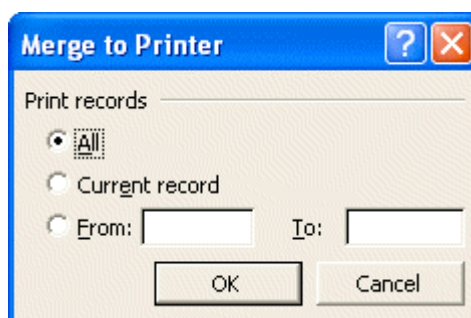 Merge to Printer
Print records
All
Current record
From: To:
OK Cancel